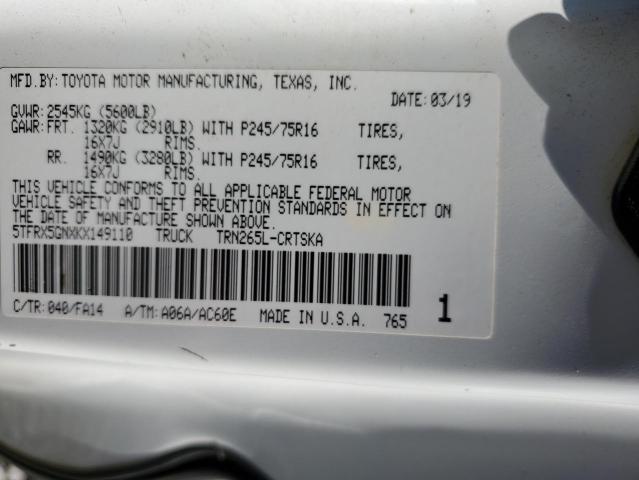 MFD.BY: TOYOTA MOTOR MANUFACTURING, TEXAS, INC.
DATE: 03/19
GVWR: 2545KG (5600LB)
GAWR: FRT. 1320KG (2910LB) WITH P245/75R16 TIRES,
16X7J RIMS.
RR. 1490KG (3280LB) WITH P245/75R16 TIRES,
16X7J RIMS.
THIS VEHICLE CONFORMS TO ALL APPLICABLE FEDERAL MOTOR
VEHICLE SAFETY AND THEFT PREVENTION STANDARDS IN EFFECT ON
THE DATE OF MANUFACTURE SHOWN ABOVE.
5TFRX5GNXKX149110 TRUCK TRN265L-CRTSKA
C/TR: 040/FA14 A/TM: A06A/AC60E MADE IN U.S.A. 765 1